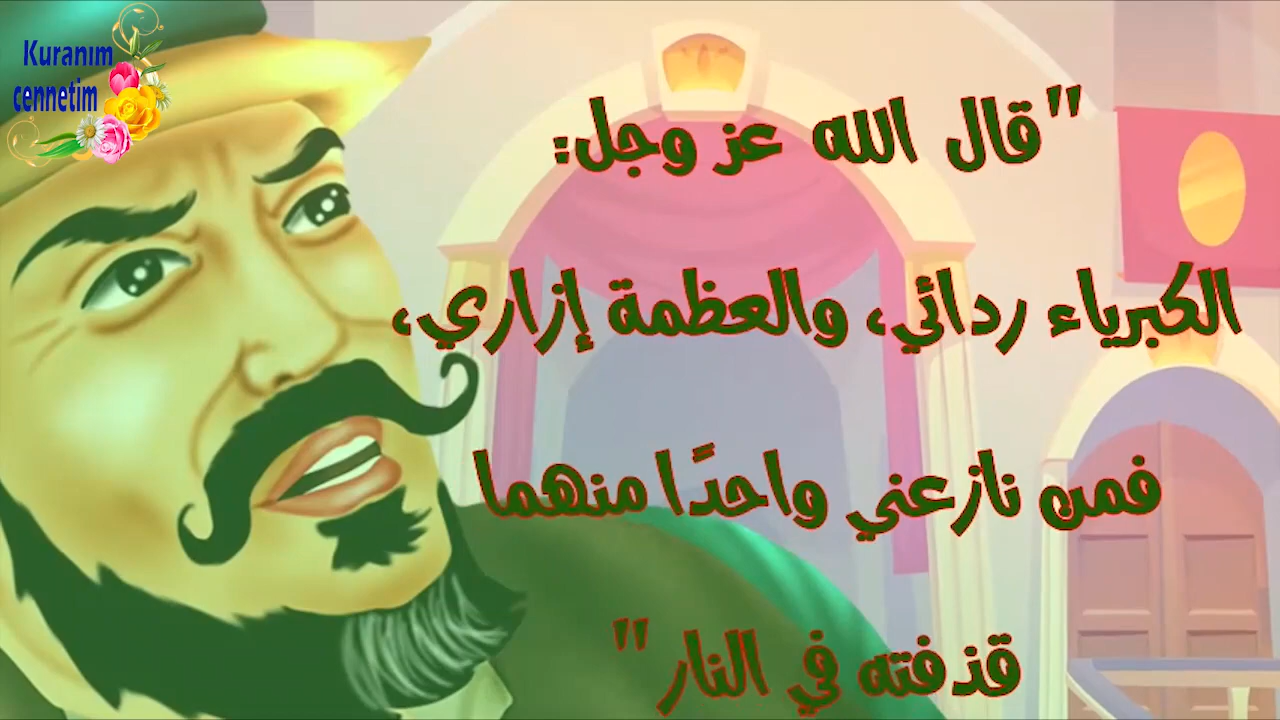 Kuranım
cennetim
"قال الله عز وجل:
الكبرياء ردائي، والعظمة إزاري،
فمن نازعني واحدًا منهما
قذفته في النار"